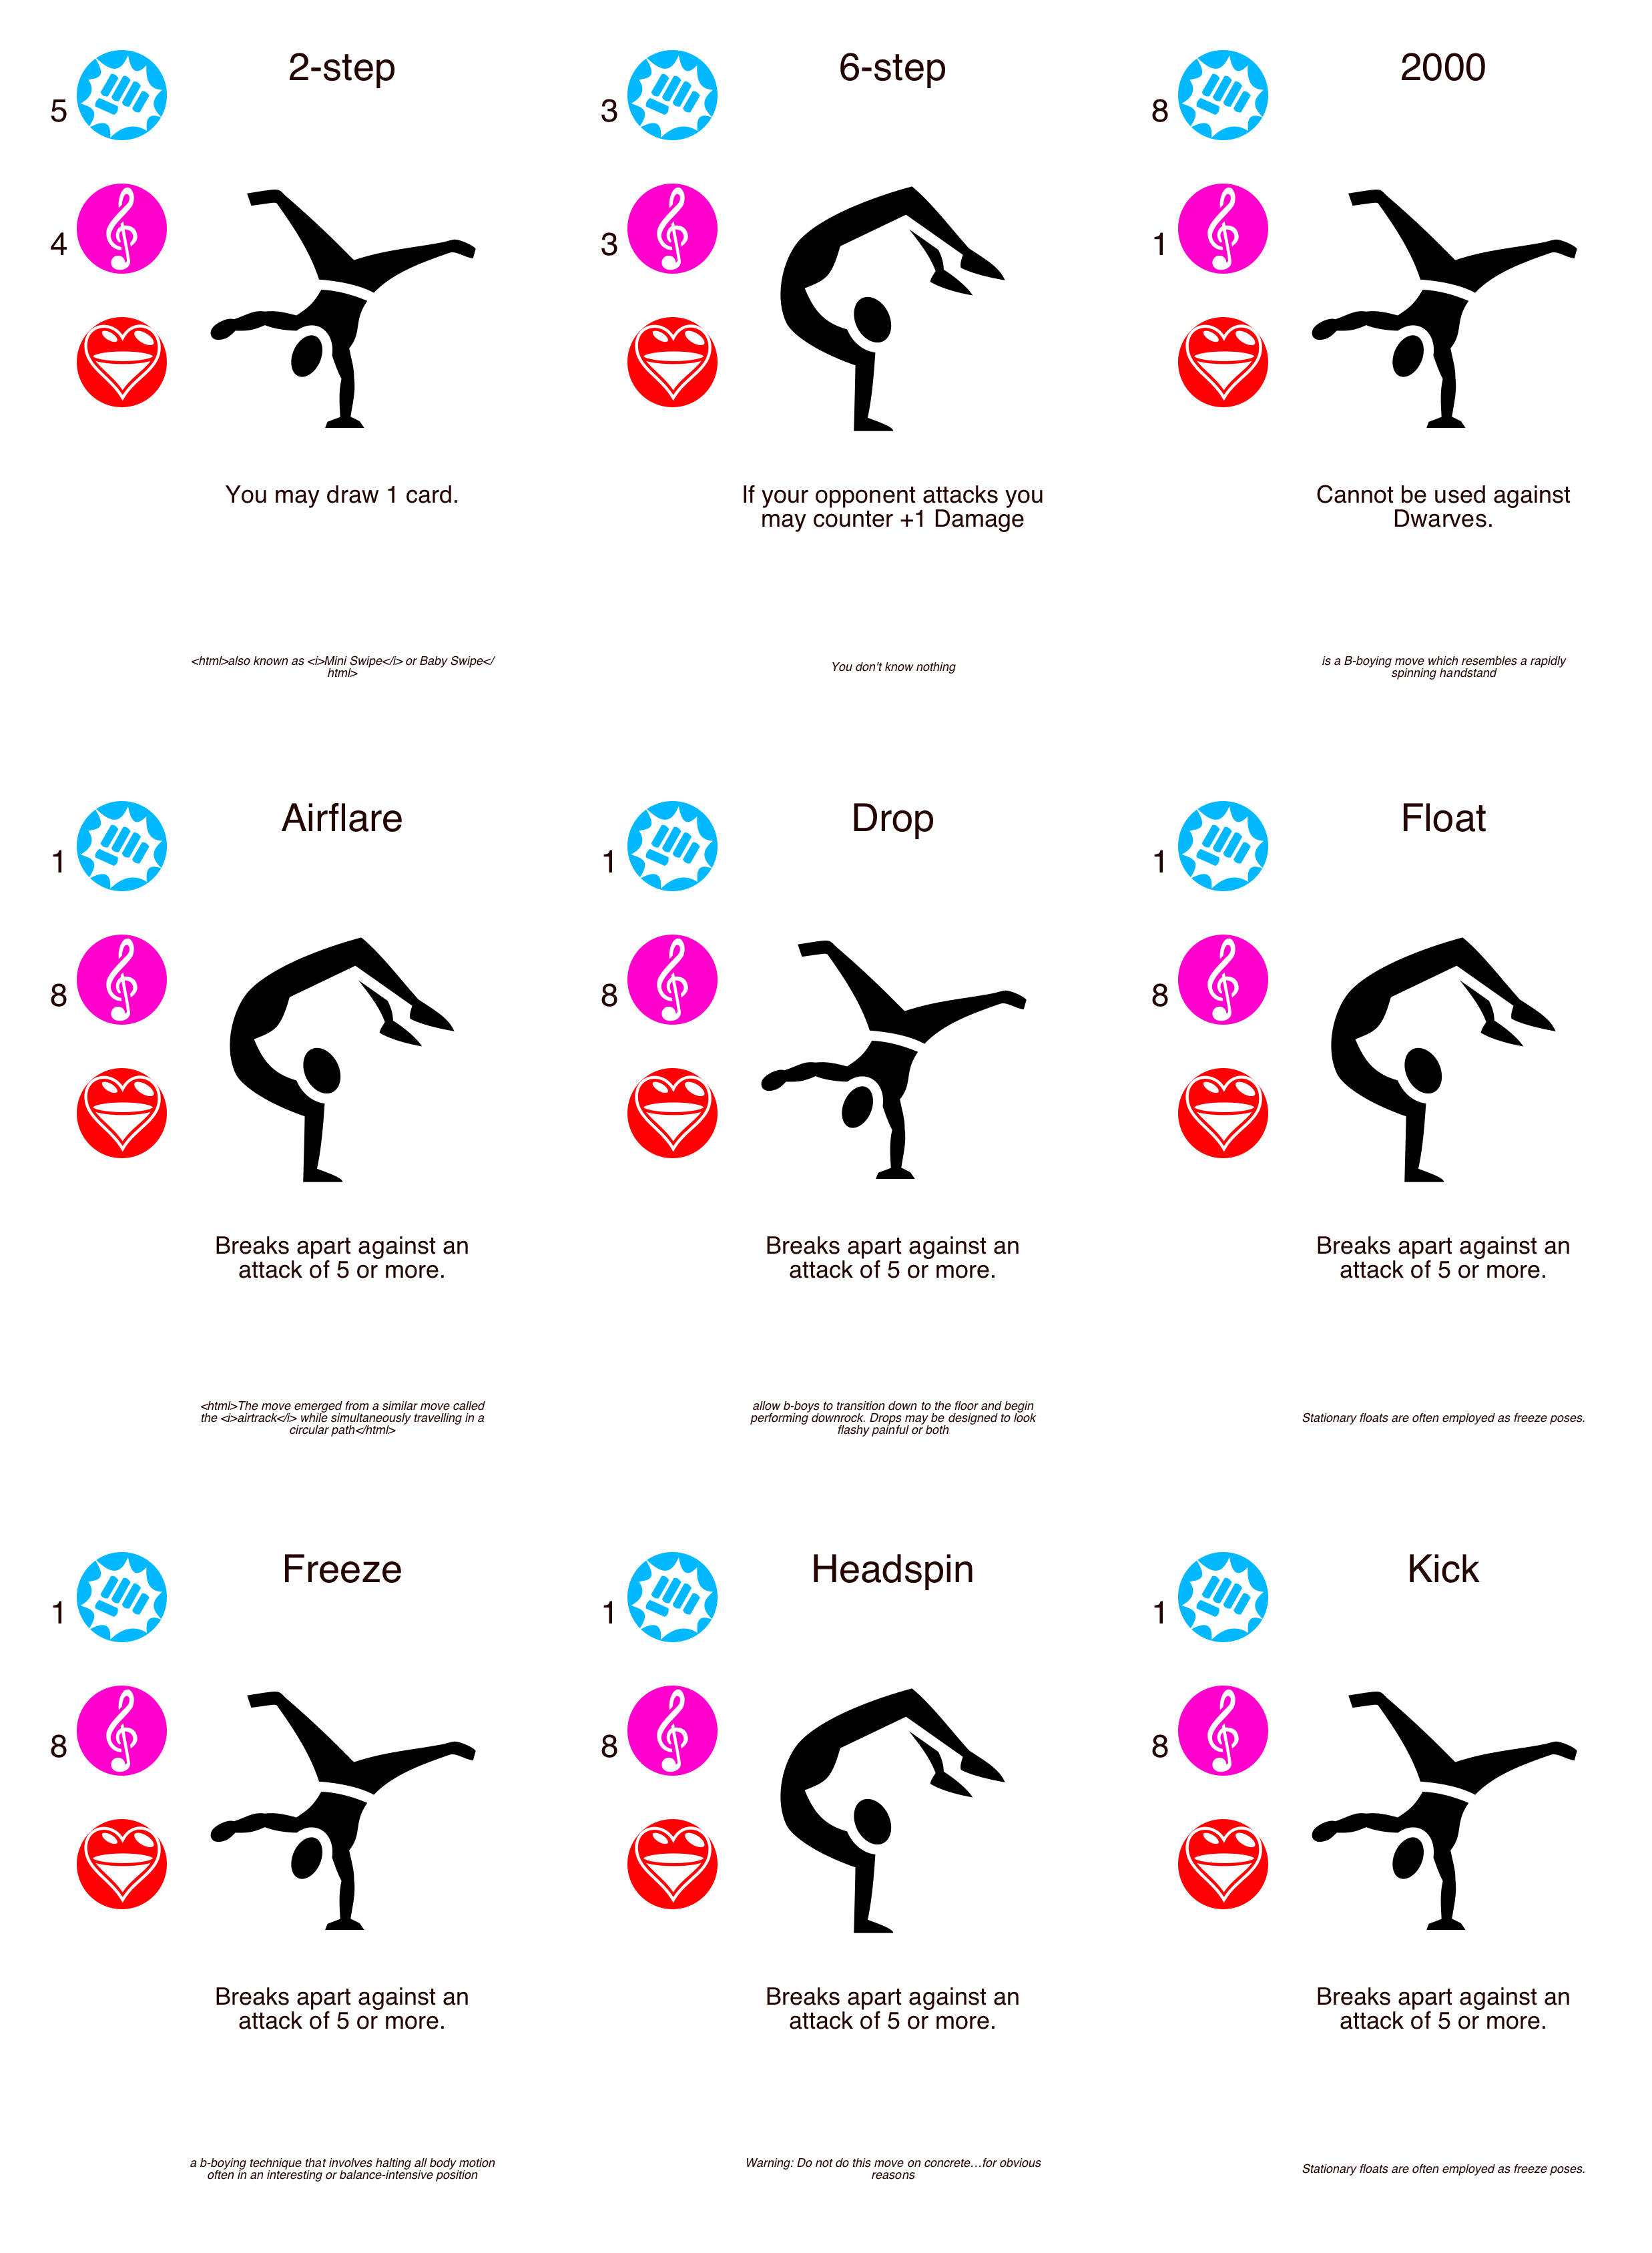 2-step
5
4
You may draw 1 card.
<html>also known as <i>Mini Swipe</i> or Baby Swipe</
html>
6-step
3
3
If your opponent attacks you
may counter +1 Damage
You don't know nothing
2000
8
1
Cannot be used against
Dwarves.
is a B-boying move which resembles a rapidly
spinning handstand
Airflare
1
8
Breaks apart against an
attack of 5 or more.
<html>The move emerged from a similar move called
the <i>airtrack</i> while simultaneously travelling in a
circular path</html>
Drop
1
8
Breaks apart against an
attack of 5 or more.
allow b-boys to transition down to the floor and begin
performing downrock. Drops may be designed to look
flashy painful or both
Float
1
8
Breaks apart against an
attack of 5 or more.
Stationary floats are often employed as freeze poses.
Freeze
1
8
Breaks apart against an
attack of 5 or more.
a b-boying technique that involves halting all body motion
often in an interesting or balance-intensive position
Headspin
1
8
Breaks apart against an
attack of 5 or more.
Warning: Do not do this move on concrete…for obvious
reasons
Kick
1
8
Breaks apart against an
attack of 5 or more.
Stationary floats are often employed as freeze poses.